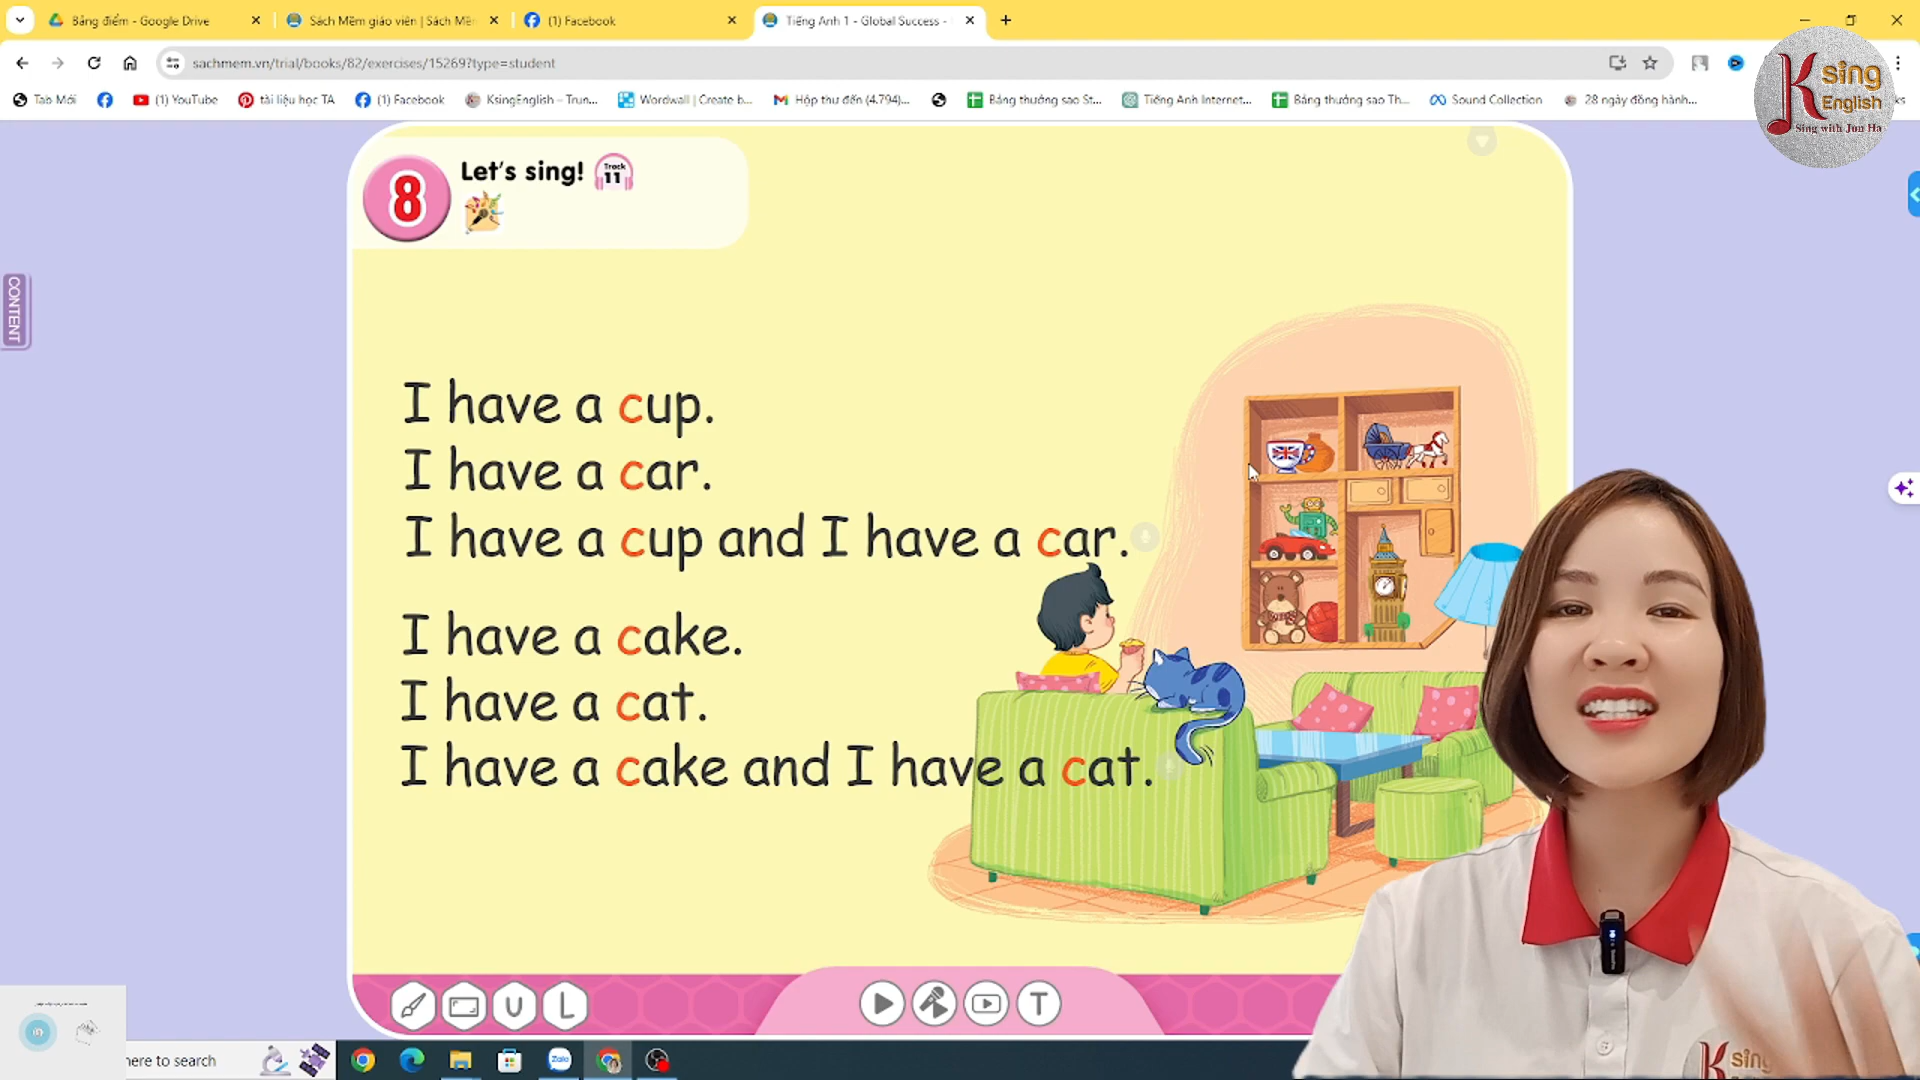 Bảng điểm - Google Drive
Sách Mềm giáo viên | Sách Mề
(1) Facebook
Tiếng Anh 1 - Global Success -
sachmem.vn/trial/books/82/exercises/15269?type=student
Tab Mới
(1) YouTube
tài liệu học TA
(1) Facebook
KsingEnglish – Trun...
Wordwall | Create b...
Hộp thư đến (4.794)...
Bảng thưởng sao St...
Tiếng Anh Internet...
Bảng thưởng sao Th...
Sound Collection
28 ngày đồng hành...
Ksing
English
Sing with Jun Ha
CONTENT
8
Let's sing!
Track
11
I have a cup.
I have a car.
I have a cup and I have a car.
I have a cake.
I have a cat.
I have a cake and I have a cat.
U
L
T
here to search
Zalo
Ksing